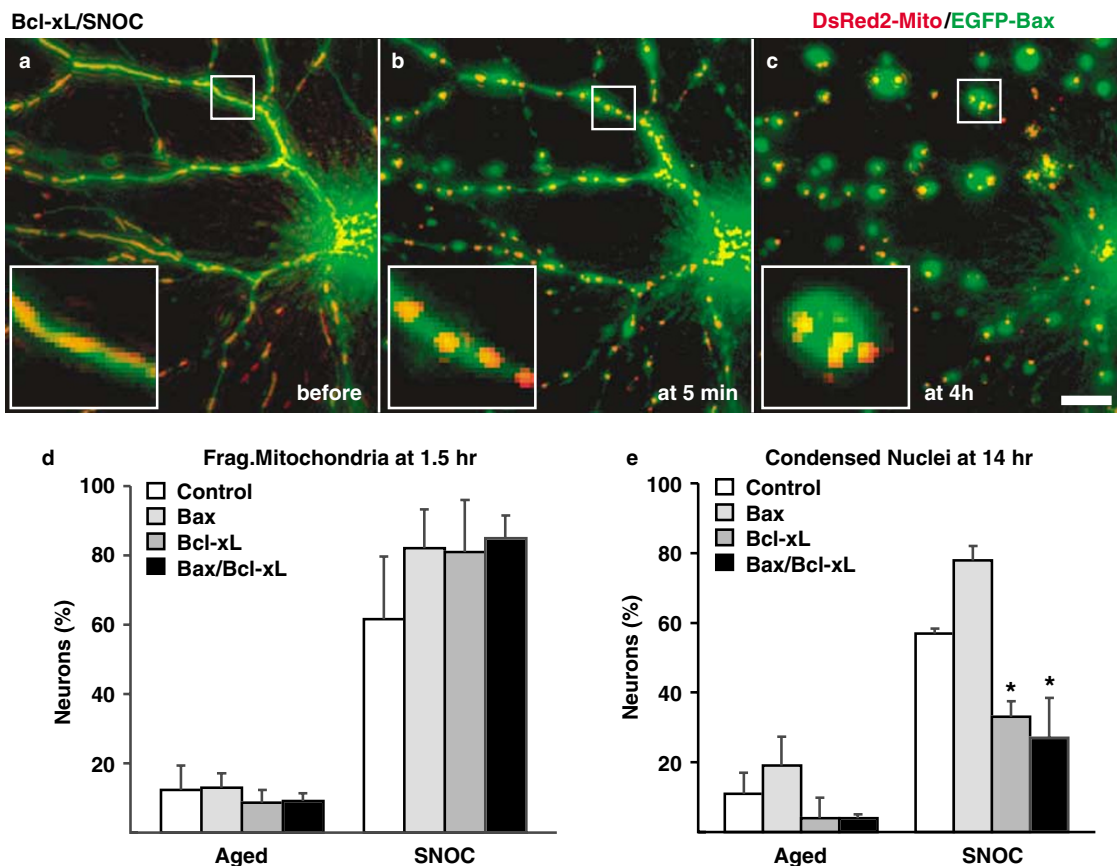 Bcl-xL/SNOC
DsRed2-Mito/EGFP-Bax
a
b
c
before
at 5 min
at 4h
d
Frag.Mitochondria at 1.5 hr
100
80
60
40
20
Neurons (%)
Control
Bax
Bcl-xL
Bax/Bcl-xL
Aged
SNOC
e
Condensed Nuclei at 14 hr
100
80
60
40
20
Neurons (%)
Control
Bax
Bcl-xL
Bax/Bcl-xL
*
*
Aged
SNOC